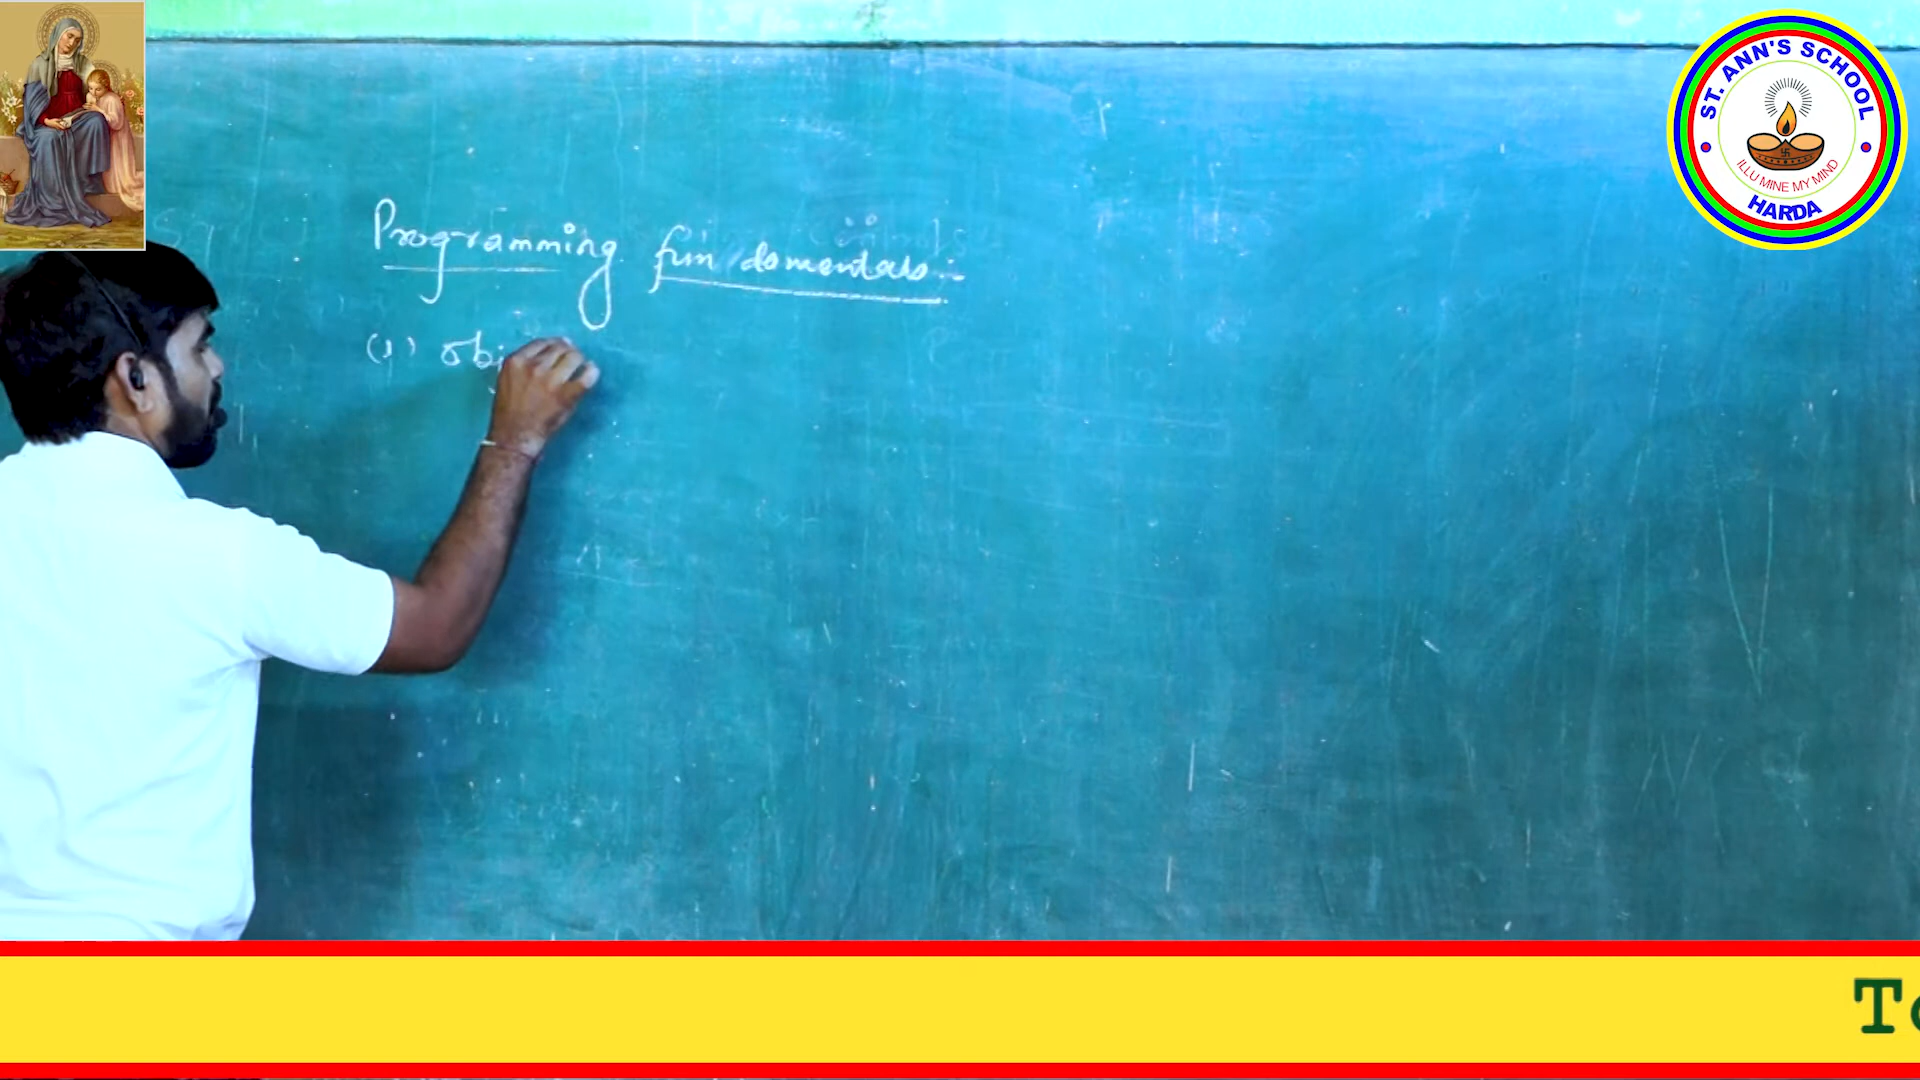 ST. ANN'S SCHOOL
ILLU MINE MY MIND
HARDA
Programming fundamentals :-
(1) obj